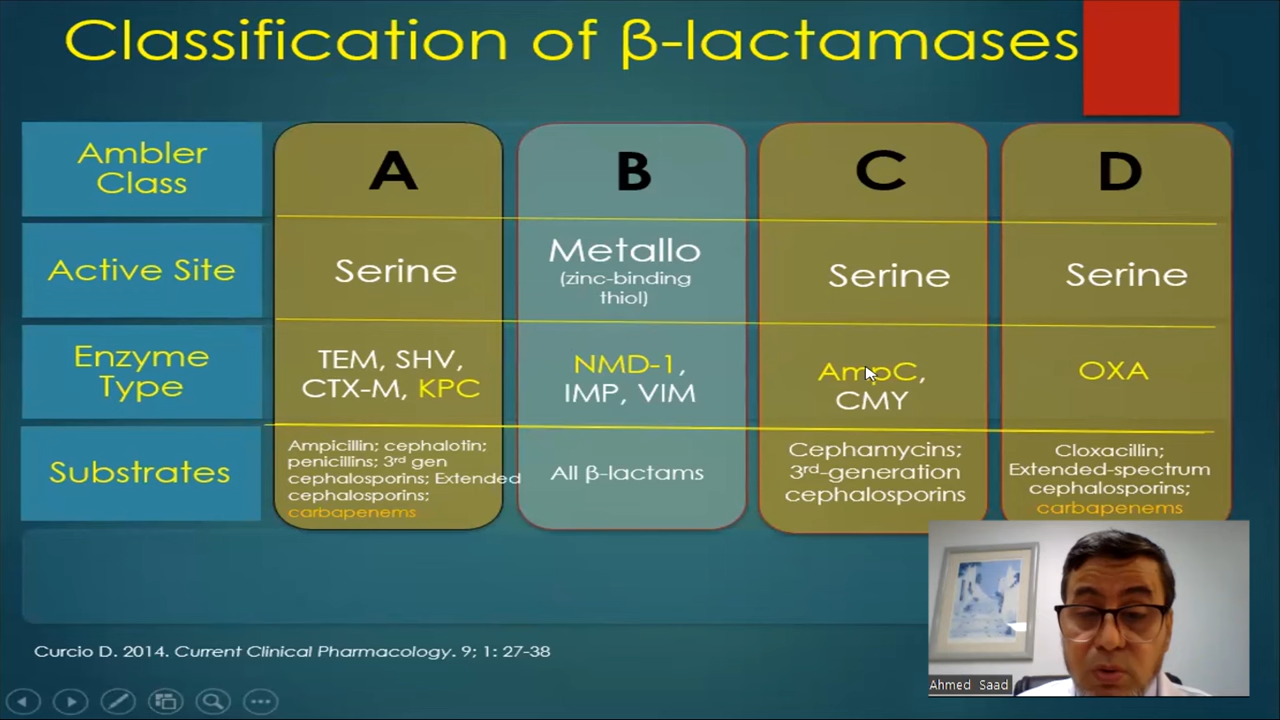 Classification of β-lactamases
Ambler
Class
A
B
C
D
Active Site
Serine
Metallo
(zinc-binding
thiol)
Serine
Serine
Enzyme
Type
TEM, SHV,
CTX-M, KPC
NMD-1,
IMP, VIM
AmpC,
CMY
OXA
Substrates
Ampicillin; cephalotin;
penicillins; 3rd gen
cephalosporins; Extended
cephalosporins;
carbapenems
All β-lactams
Cephamycins;
3rd-generation
cephalosporins
Cloxacillin;
Extended-spectrum
cephalosporins;
carbapenems
Curcio D. 2014. Current Clinical Pharmacology. 9; 1: 27-38
Ahmed Saad